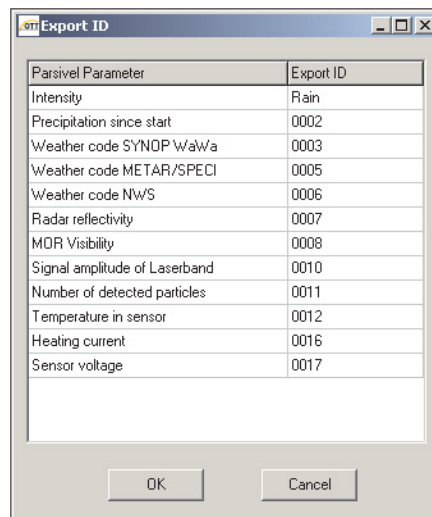 OTT Export ID
Parsivel Parameter Export ID
Intensity Rain
Precipitation since start 0002
Weather code SYNOP WaWa 0003
Weather code METAR/SPECI 0005
Weather code NWS 0006
Radar reflectivity 0007
MOR Visibility 0008
Signal amplitude of Laserband 0010
Number of detected particles 0011
Temperature in sensor 0012
Heating current 0016
Sensor voltage 0017
OK Cancel